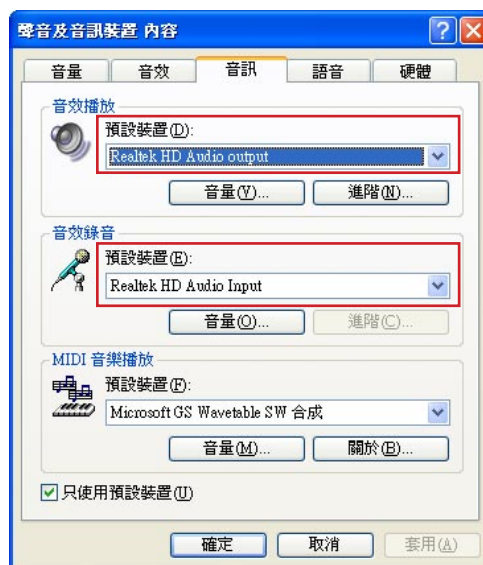 聲音及音訊裝置 內容
音量 音效 音訊 語音 硬體
音效播放
預設裝置(D):
Realtek HD Audio output
音量(V)... 進階(N)...
音效錄音
預設裝置(E):
Realtek HD Audio Input
音量(O)... 進階(C)...
MIDI 音樂播放
預設裝置(F):
Microsoft GS Wavetable SW 合成
音量(M)... 關於(B)...
只使用預設裝置(U)
確定 取消 套用(A)